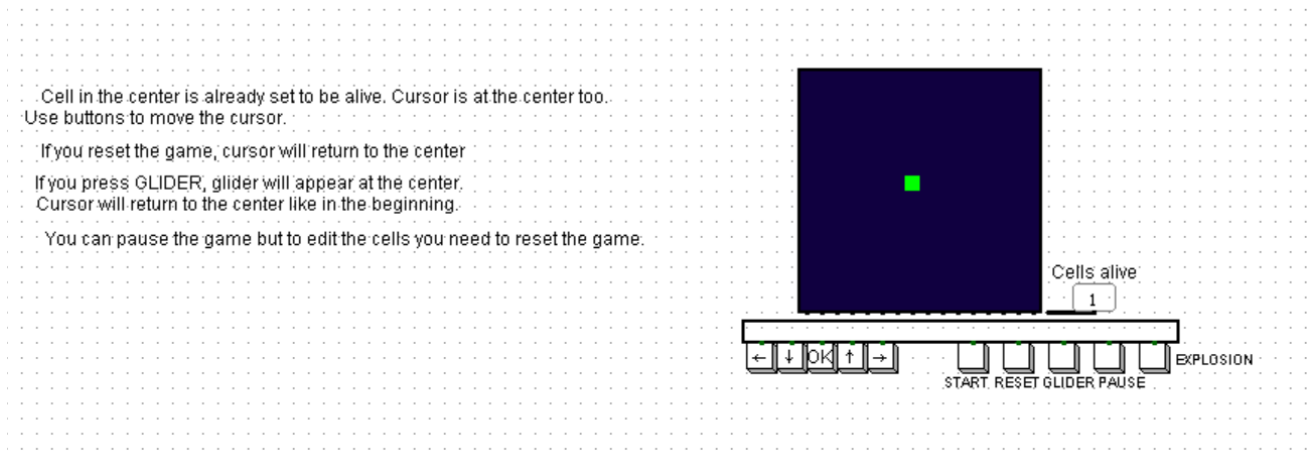 Cell in the center is already set to be alive. Cursor is at the center too.
Use buttons to move the cursor.
If you reset the game, cursor will return to the center
If you press GLIDER, glider will appear at the center.
Cursor will return to the center like in the beginning.
You can pause the game but to edit the cells you need to reset the game.
Cells alive
1
← ↓ OK ↑ →
EXPLOSION
START RESET GLIDER PAUSE